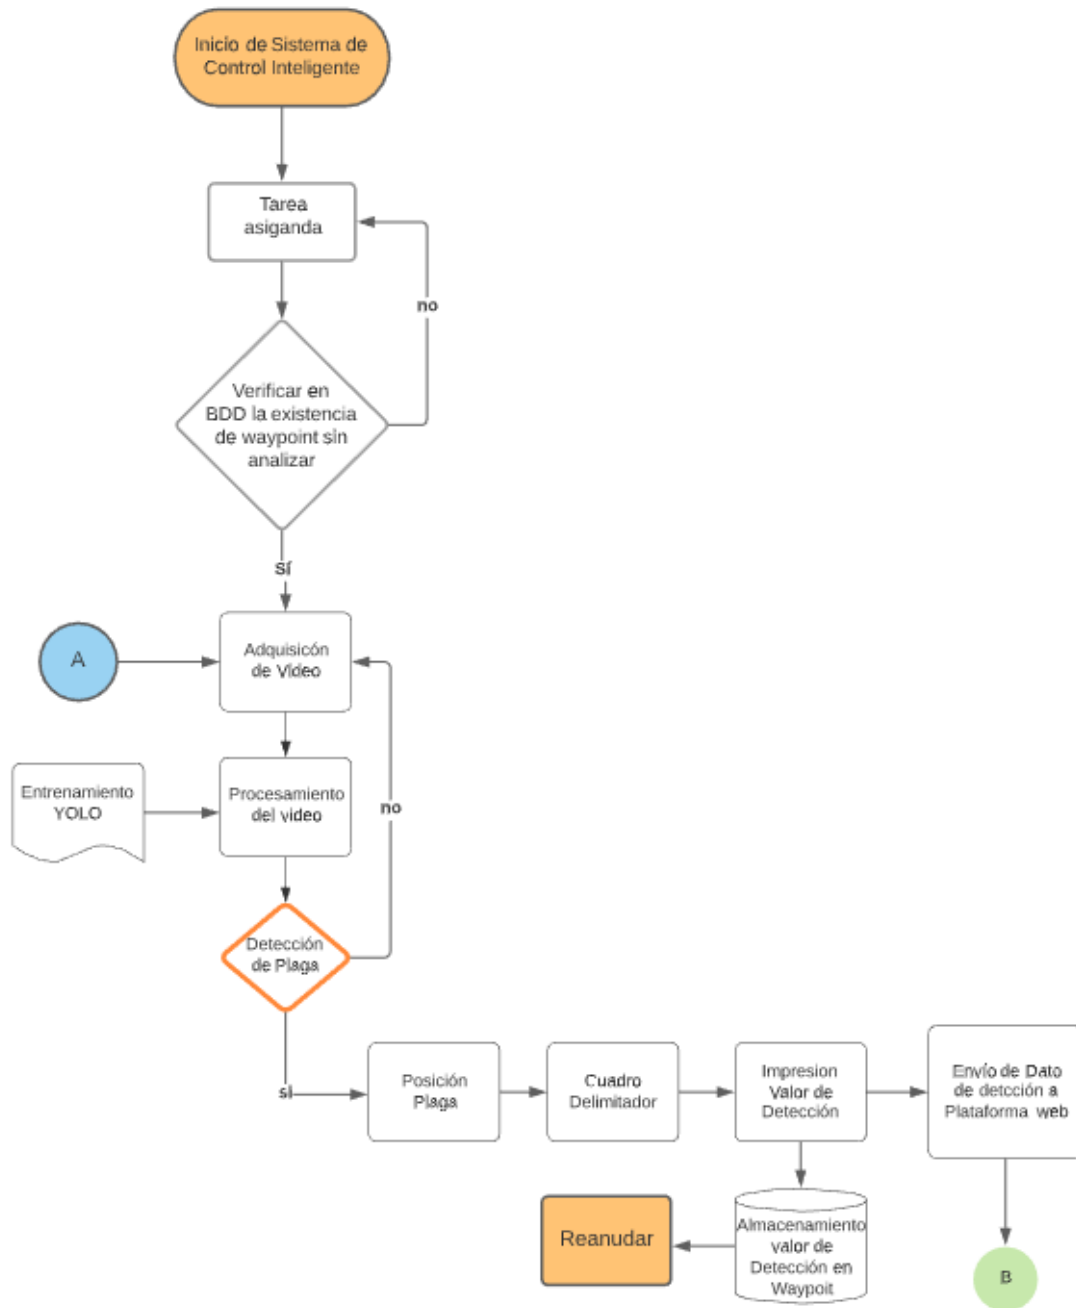 Inicio de Sistema de
Control Inteligente
Tarea
asiganda
no
Verificar en
BDD la existencia
de waypoint sin
analizar
SÍ
A
Adquisicón
de Video
Entrenamiento
YOLO
Procesamiento
del video
no
Detección
de Plaga
sí
Posición
Plaga
Cuadro
Delimitador
Impresion
Valor de
Detección
Envío de Dato
de detcción a
Plataforma web
Reanudar
Almacenamiento
valor de
Detección en
Waypoit
B